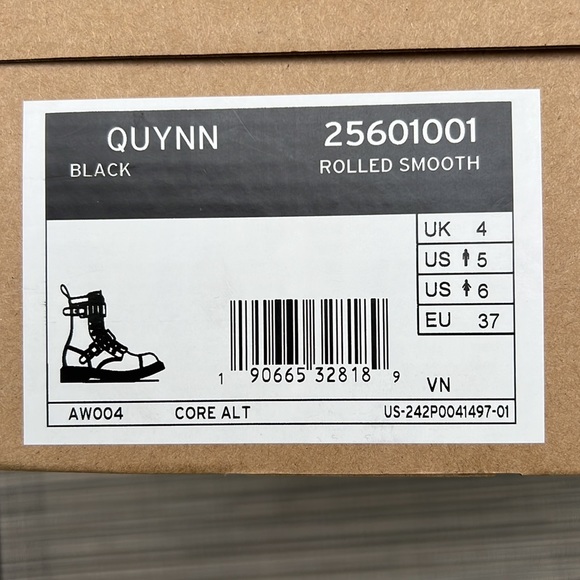 QUYNN 25601001
BLACK ROLLED SMOOTH
UK 4
US 5
US 6
EU 37
1 90665 32818 9
VN
AW004 CORE ALT US-242P0041497-01